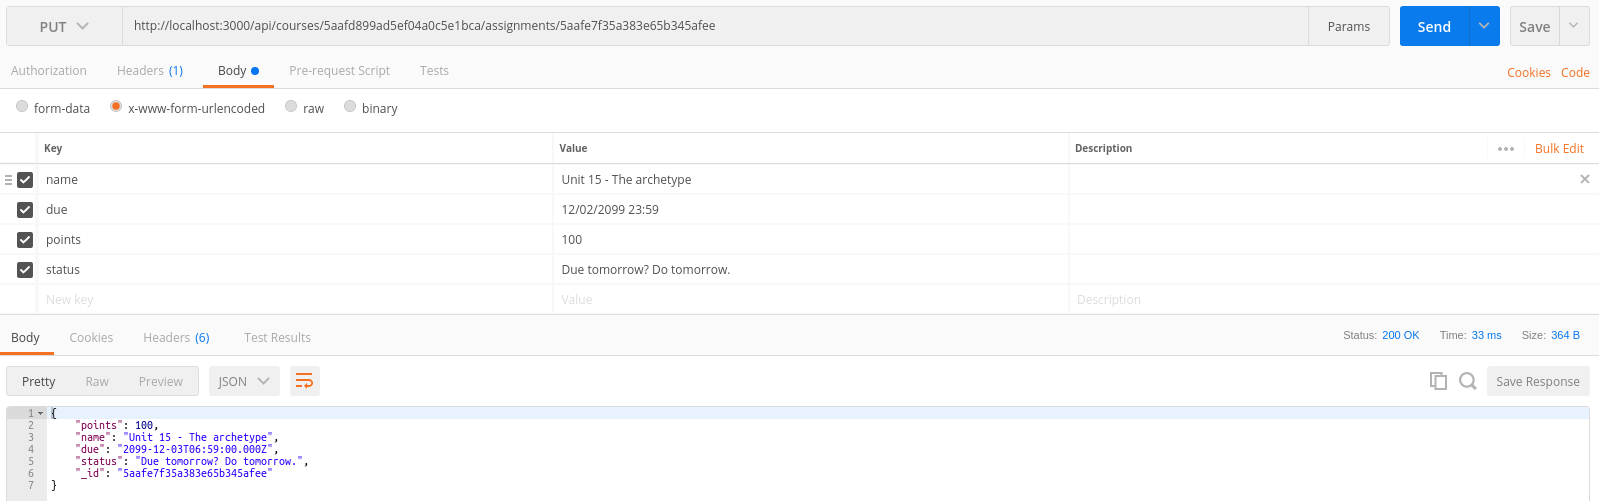 PUT http://localhost:3000/api/courses/5aafd899ad5ef04a0c5e1bca/assignments/5aafe7f35a383e65b345afee Params Send Save
Authorization Headers (1) Body Pre-request Script Tests Cookies Code
form-data x-www-form-urlencoded raw binary
Key Value Description Bulk Edit
name Unit 15 - The archetype
due 12/02/2099 23:59
points 100
status Due tomorrow? Do tomorrow.
New key Value Description
Body Cookies Headers (6) Test Results Status: 200 OK Time: 33 ms Size: 364 B
Pretty Raw Preview JSON Save Response
1 {
2 "points": 100,
3 "name": "Unit 15 - The archetype",
4 "due": "2099-12-03T06:59:00.000Z",
5 "status": "Due tomorrow? Do tomorrow.",
6 "_id": "5aafe7f35a383e65b345afee"
7 }